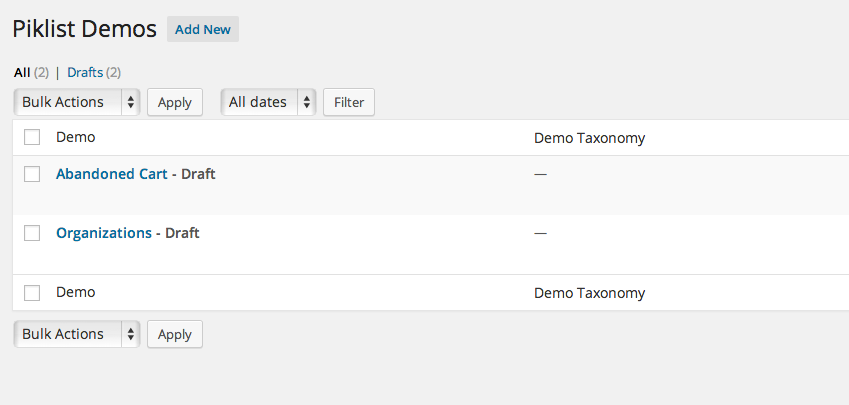 Piklist Demos Add New
All (2) | Drafts (2)
Bulk Actions Apply All dates Filter
Demo Demo Taxonomy
Abandoned Cart - Draft —
Organizations - Draft —
Demo Demo Taxonomy
Bulk Actions Apply